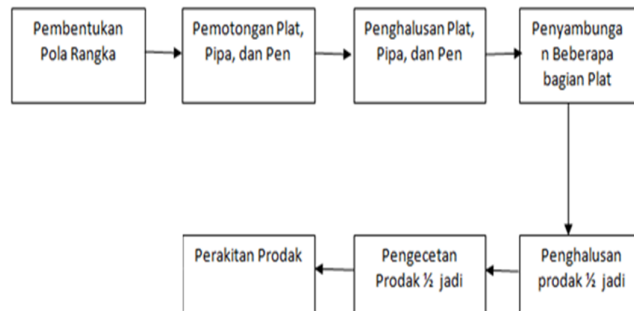 Pembentukan
Pola Rangka
Pemotongan Plat,
Pipa, dan Pen
Penghalusan Plat,
Pipa, dan Pen
Penyambunga
n Beberapa
bagian Plat
Perakitan Prodak
Pengecetan
Prodak ½ jadi
Penghalusan
prodak ½ jadi